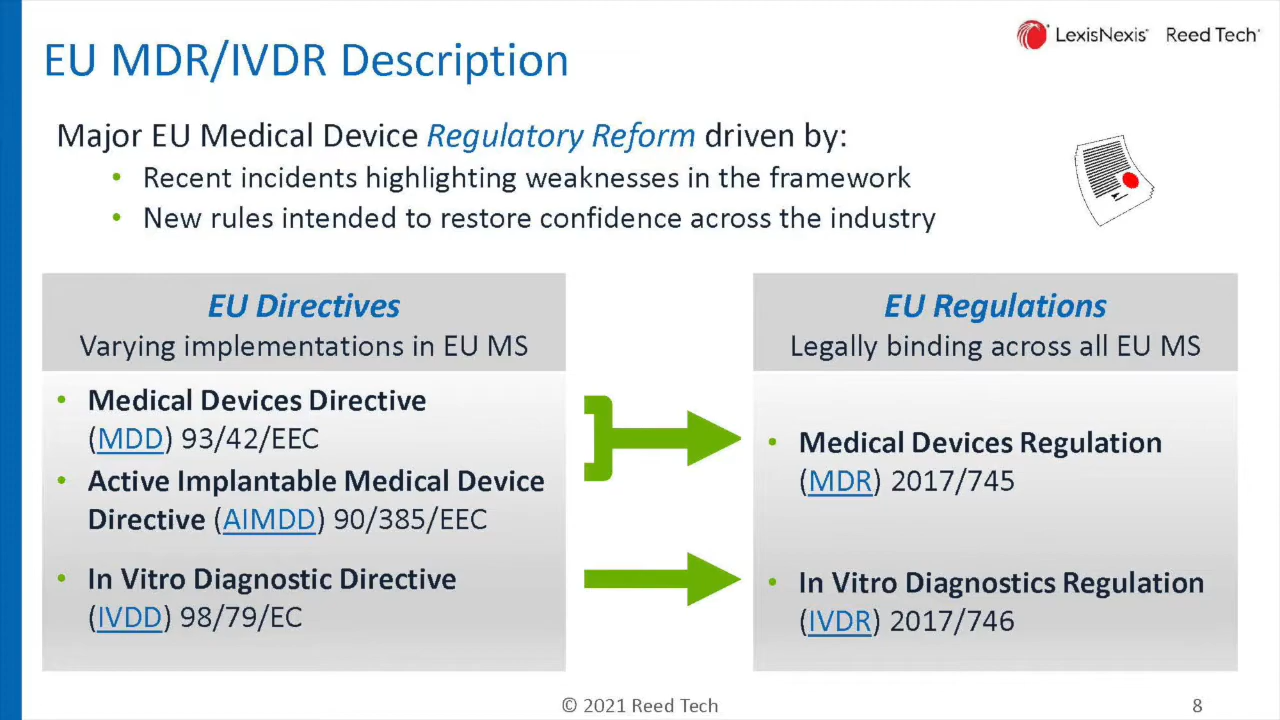 EU MDR/IVDR Description
LexisNexis® Reed Tech®
Major EU Medical Device Regulatory Reform driven by:
• Recent incidents highlighting weaknesses in the framework
• New rules intended to restore confidence across the industry
EU Directives
Varying implementations in EU MS
• Medical Devices Directive
(MDD) 93/42/EEC
• Active Implantable Medical Device
Directive (AIMDD) 90/385/EEC
• In Vitro Diagnostic Directive
(IVDD) 98/79/EC
EU Regulations
Legally binding across all EU MS
• Medical Devices Regulation
(MDR) 2017/745
• In Vitro Diagnostics Regulation
(IVDR) 2017/746
© 2021 Reed Tech
8